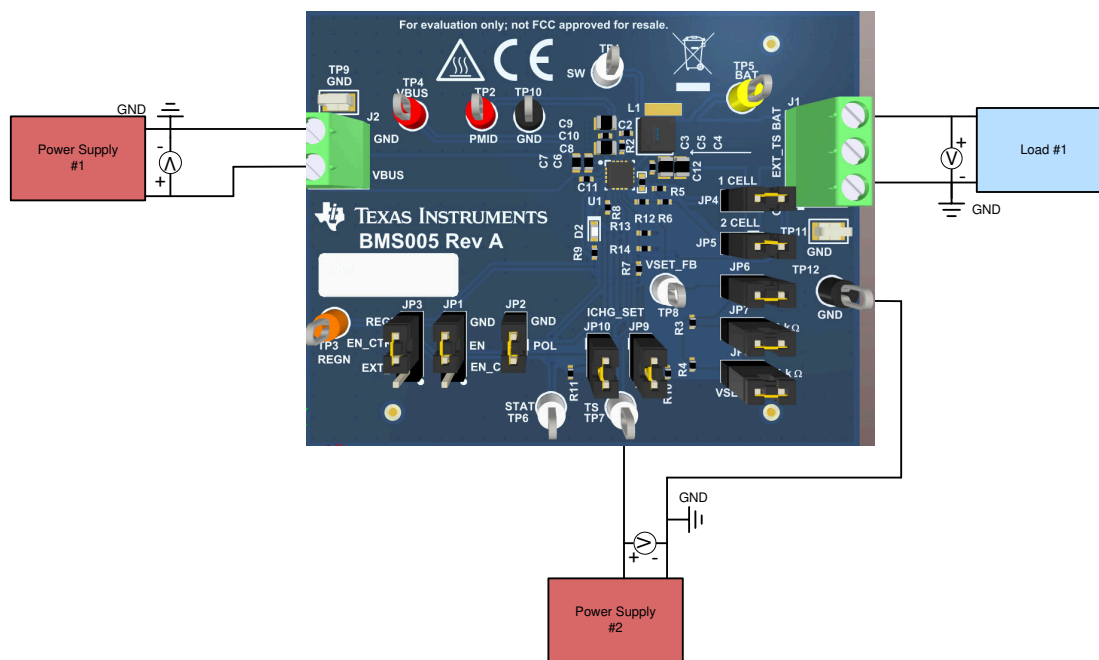 For evaluation only; not FCC approved for resale.
TP9
GND
TP4
VBUS
TP2
PMID
TP10
GND
SW
TP5
BAT
J1
L1
GND
J2
GND
VBUS
C9
C10
C8
C7
C6
C2
R2
C3
C5
C4
C12
C11
U1
R5
R8
R12
R6
R13
R14
R7
D2
R9
EXT_TS BAT
1 CELL
JP4
2 CELL
JP5
TP11
GND
JP6
TP12
GND
JP7
kΩ
kΩ
Power Supply
#1
-
+
V
TEXAS INSTRUMENTS
BMS005 Rev A
VSET_FB
TP8
ICHG_SET
JP10
JP9
R3
R4
R11
JP3
JP1
JP2
GND
GND
EN
POL
TP3
REGN
STAT
TP6
TS
TP7
+
V
-
Load #1
GND
GND
+
V
-
Power Supply
#2